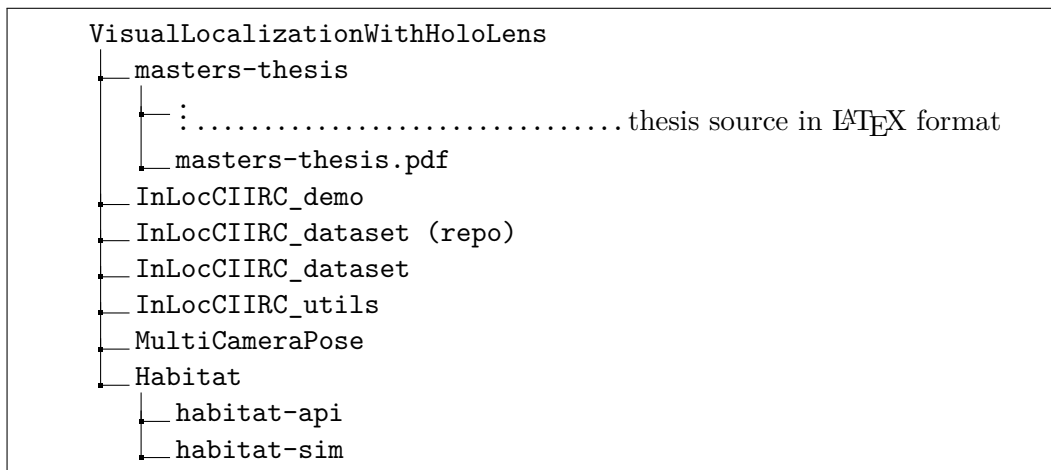 VisualLocalizationWithHoloLens
masters-thesis
⋮................................thesis source in LATEX format
masters-thesis.pdf
InLocCIIRC_demo
InLocCIIRC_dataset (repo)
InLocCIIRC_dataset
InLocCIIRC_utils
MultiCameraPose
Habitat
habitat-api
habitat-sim